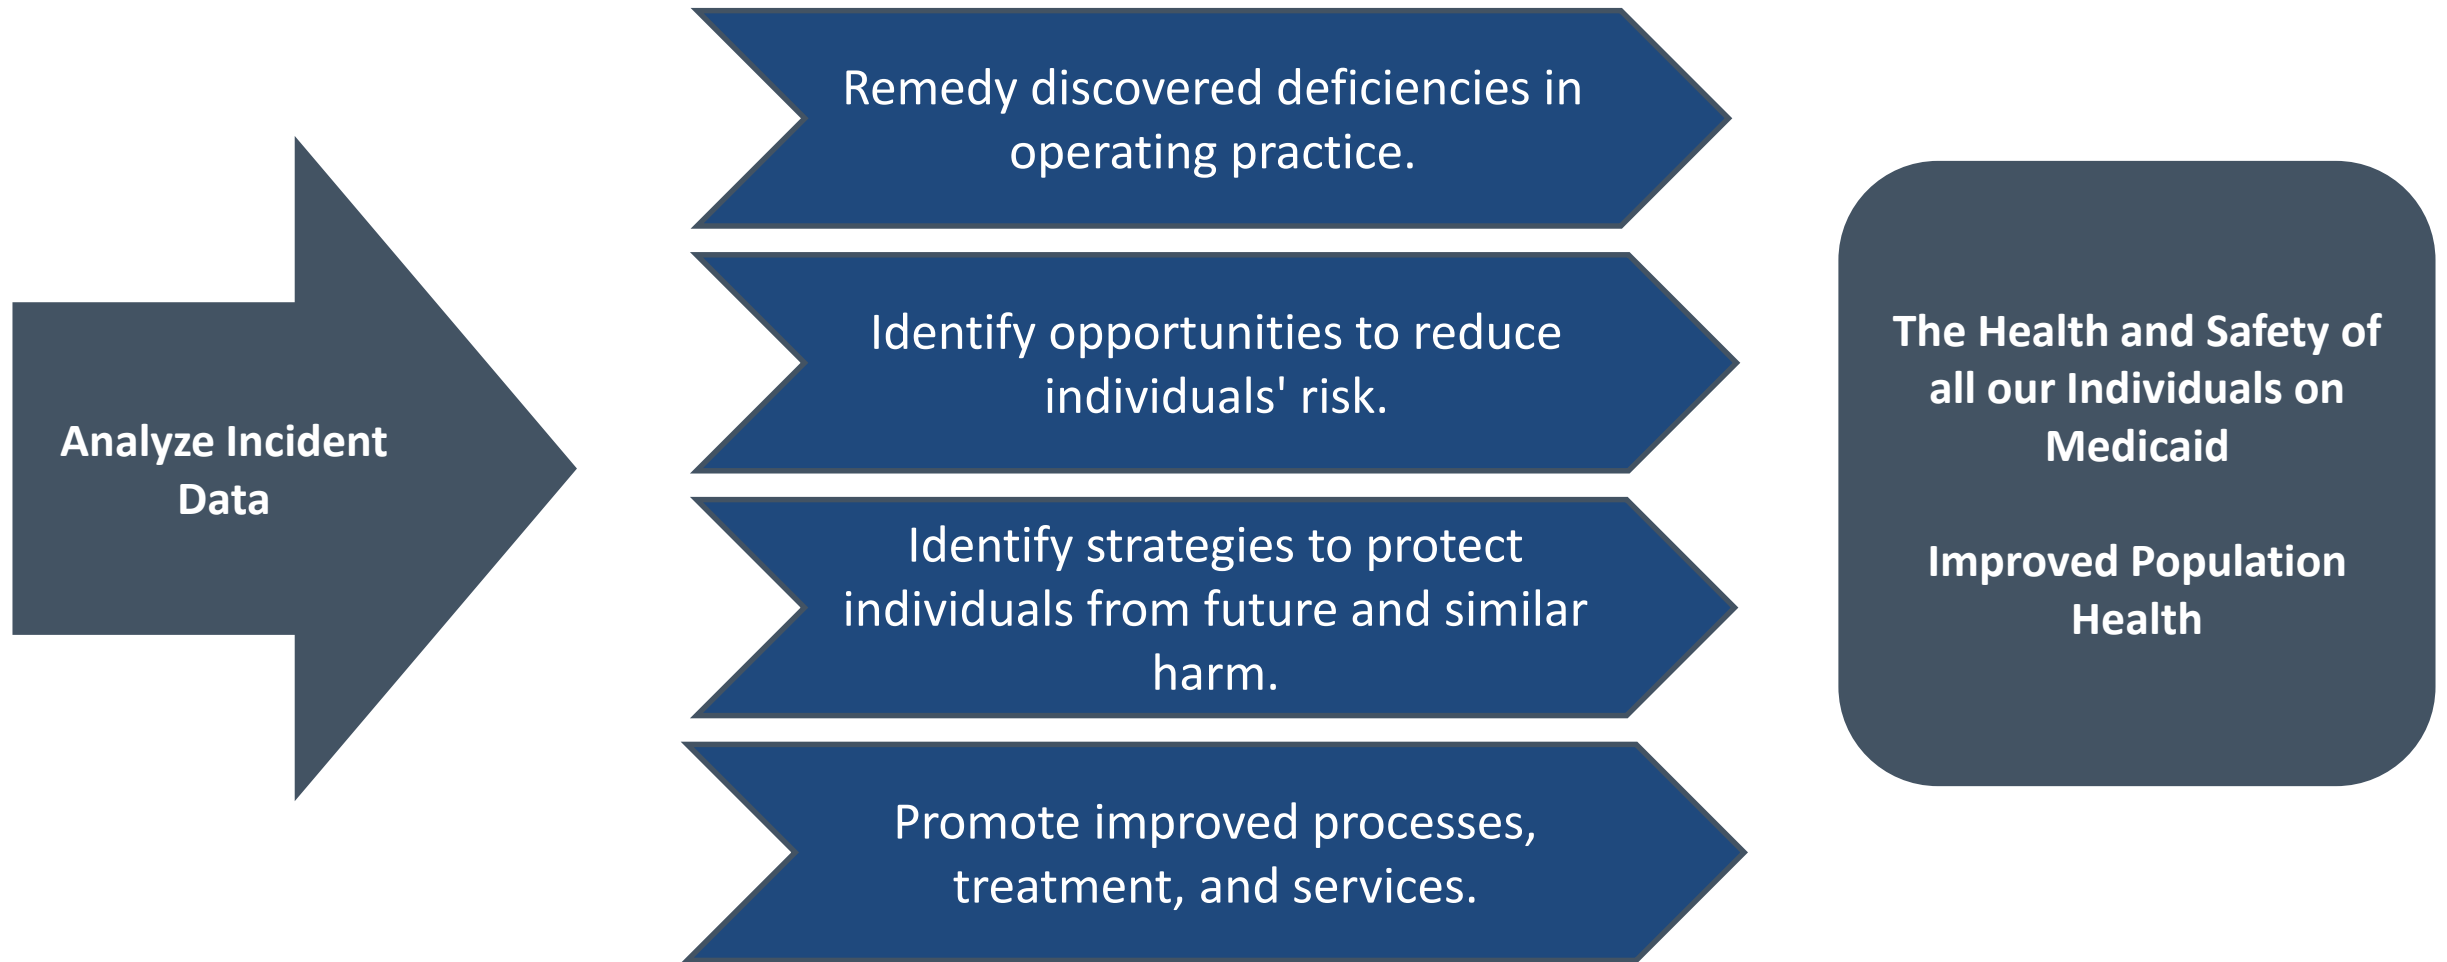 Analyze Incident
Data
Remedy discovered deficiencies in
operating practice.
Identify opportunities to reduce
individuals' risk.
Identify strategies to protect
individuals from future and similar
harm.
Promote improved processes,
treatment, and services.
The Health and Safety of
all our Individuals on
Medicaid
Improved Population
Health